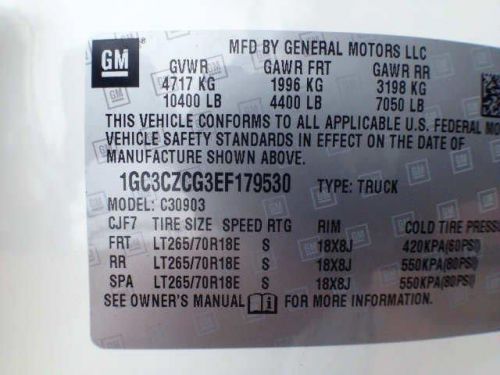 GM
MFD BY GENERAL MOTORS LLC
GVWR GAWR FRT GAWR RR
4717 KG 1996 KG 3198 KG
10400 LB 4400 LB 7050 LB
THIS VEHICLE CONFORMS TO ALL APPLICABLE U.S. FEDERAL
VEHICLE SAFETY STANDARDS IN EFFECT ON THE DATE OF
MANUFACTURE SHOWN ABOVE.
1GC3CZCG3EF179530 TYPE: TRUCK
MODEL: C30903
CJF7 TIRE SIZE SPEED RTG RIM COLD TIRE PRESS
FRT LT265/70R18E S 18X8J 420KPA(60PSI)
RR LT265/70R18E S 18X8J 550KPA(80PSI)
SPA LT265/70R18E S 18X8J 550KPA(80PSI)
SEE OWNER'S MANUAL FOR MORE INFORMATION.